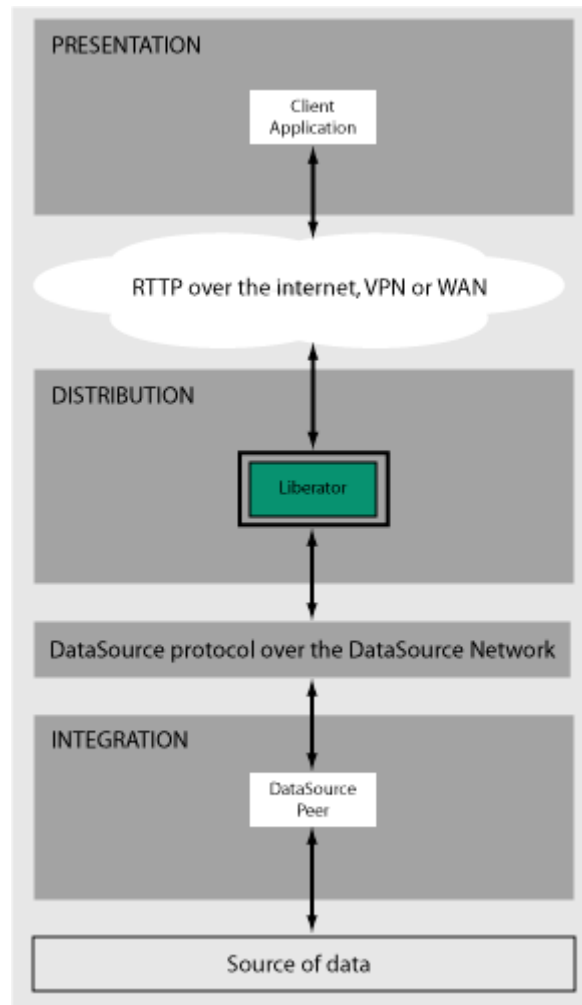 PRESENTATION
Client
Application
RTTP over the internet, VPN or WAN
DISTRIBUTION
Liberator
DataSource protocol over the DataSource Network
INTEGRATION
DataSource
Peer
Source of data